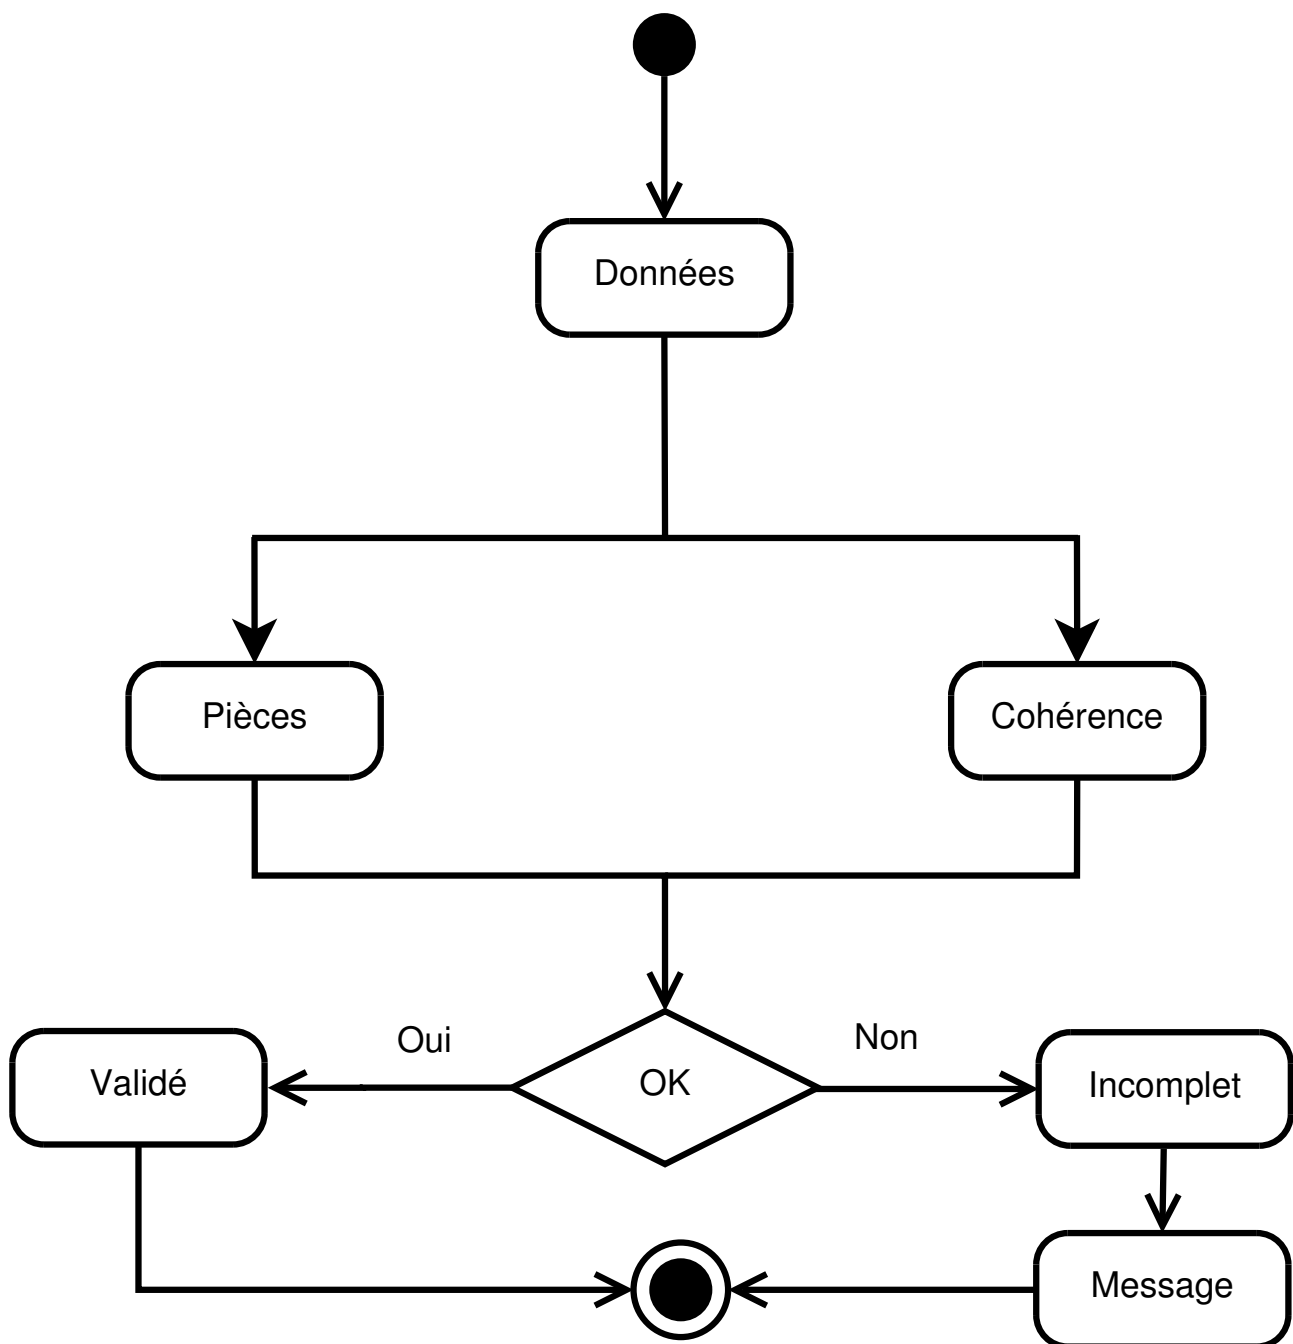 Données
Pièces
Cohérence
Oui
Non
Validé
OK
Incomplet
Message